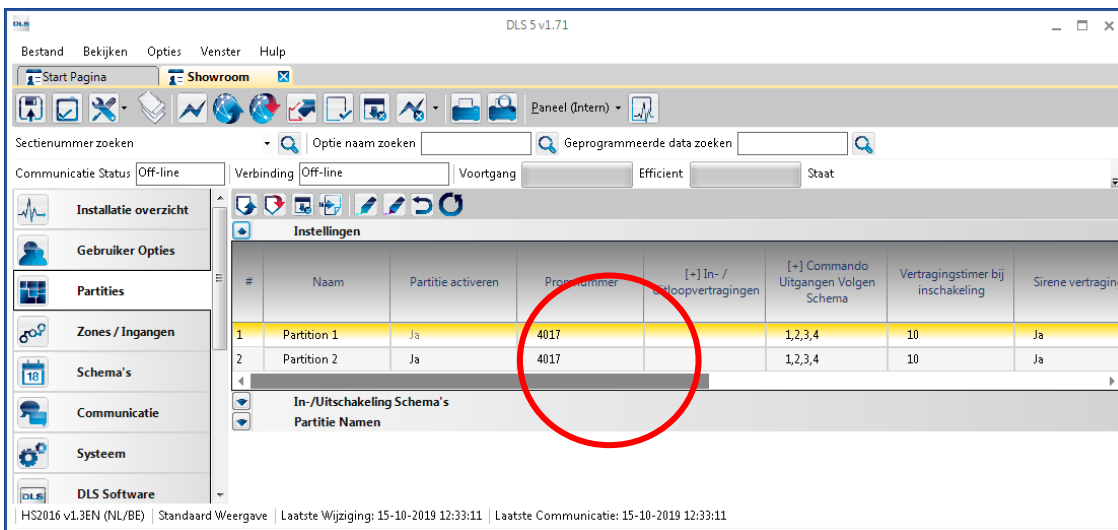 DLS DLS 5 v1.71
Bestand Bekijken Opties Venster Hulp
Start Pagina Showroom
Paneel (Intern)
Sectienummer zoeken Optie naam zoeken Geprogrammeerde data zoeken
Communicatie Status Off-line Verbinding Off-line Voortgang Efficient Staat
Installatie overzicht
Gebruiker Opties
Partities
Zones / Ingangen
18 Schema's
Communicatie
Systeem
DLS DLS Software
Instellingen
# Naam Partitie activeren Promnummer [+] In- / Uitloopvertragingen [+] Commando Uitgangen Volgen Schema Vertragingstimer bij inschakeling Sirene vertragin
1 Partition 1 Ja 4017 1,2,3,4 10 Ja
2 Partition 2 Ja 4017 1,2,3,4 10 Ja
In-/Uitschakeling Schema's
Partitie Namen
HS2016 v1.3EN (NL/BE) Standaard Weergave Laatste Wijziging: 15-10-2019 12:33:11 Laatste Communicatie: 15-10-2019 12:33:11